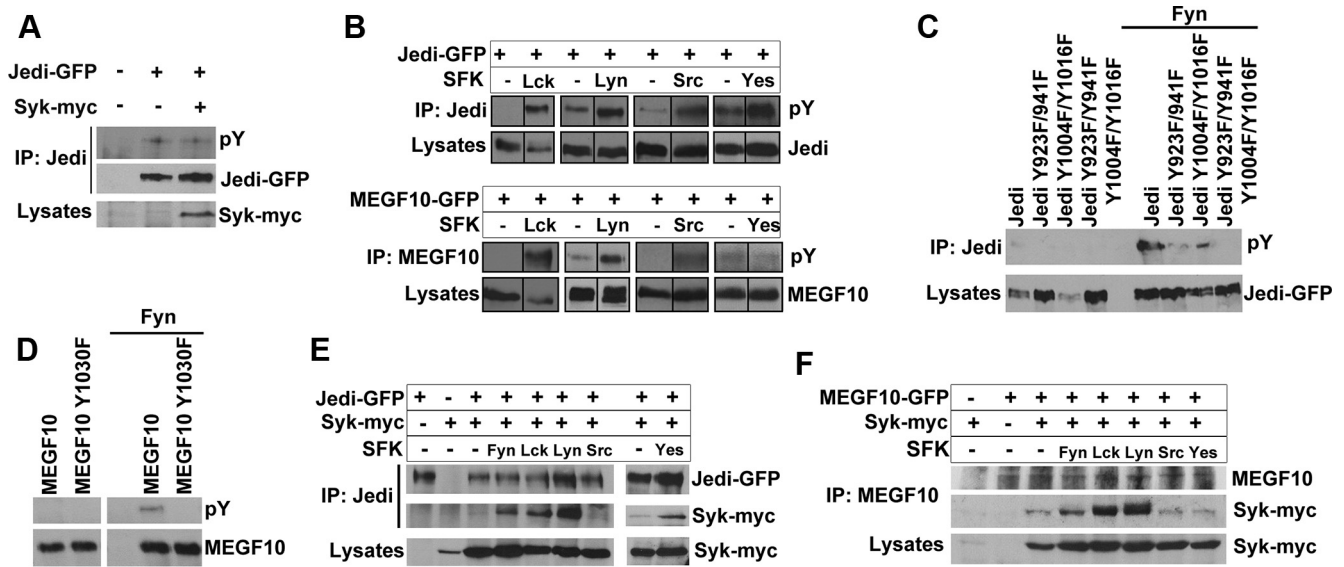 A
Jedi-GFP - + +
Syk-myc - - +
IP: Jedi
pY
Jedi-GFP
Lysates
Syk-myc
B
Jedi-GFP + + + + + + + +
SFK - Lck - Lyn - Src - Yes
IP: Jedi pY
Lysates Jedi
MEGF10-GFP + + + + + + + +
SFK - Lck - Lyn - Src - Yes
IP: MEGF10 pY
Lysates MEGF10
C
Fyn
Jedi
Jedi Y923F/941F
Jedi Y1004F/Y1016F
Jedi Y923F/Y941F
Y1004F/Y1016F
Jedi
Jedi Y923F/941F
Jedi Y1004F/Y1016F
Jedi Y923F/Y941F
Y1004F/Y1016F
IP: Jedi pY
Lysates Jedi-GFP
D
Fyn
MEGF10
MEGF10 Y1030F
MEGF10
MEGF10 Y1030F
pY
MEGF10
E
Jedi-GFP + - + + + + + + +
Syk-myc - + + + + + + + +
SFK - - - Fyn Lck Lyn Src - Yes
IP: Jedi
Jedi-GFP
Syk-myc
Lysates Syk-myc
F
MEGF10-GFP - + + + + + + +
Syk-myc + - + + + + + +
SFK - - - Fyn Lck Lyn Src Yes
IP: MEGF10
MEGF10
Syk-myc
Lysates Syk-myc